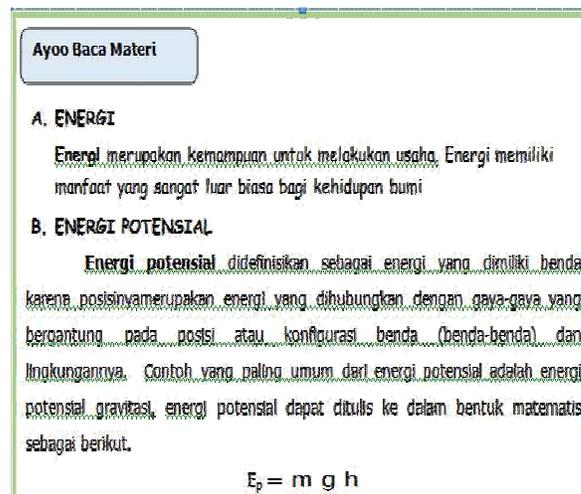 Ayoo Baca Materi
A. ENERGI
Energi merupakan kemampuan untuk melakukan usaha. Energi memiliki
manfaat yang sangat luar biasa bagi kehidupan bumi
B. ENERGI POTENSIAL
Energi potensial didefinisikan sebagai energi yang dimiliki benda
karena posisinyamerupakan energi yang dihubungkan dengan gaya-gaya yang
bergantung pada posisi atau konfigurasi benda (benda-benda) dan
lingkungannya. Contoh yang paling umum dari energi potensial adalah energi
potensial gravitasi, energi potensial dapat ditulis ke dalam bentuk matematis
sebagai berikut.
Ep = m g h